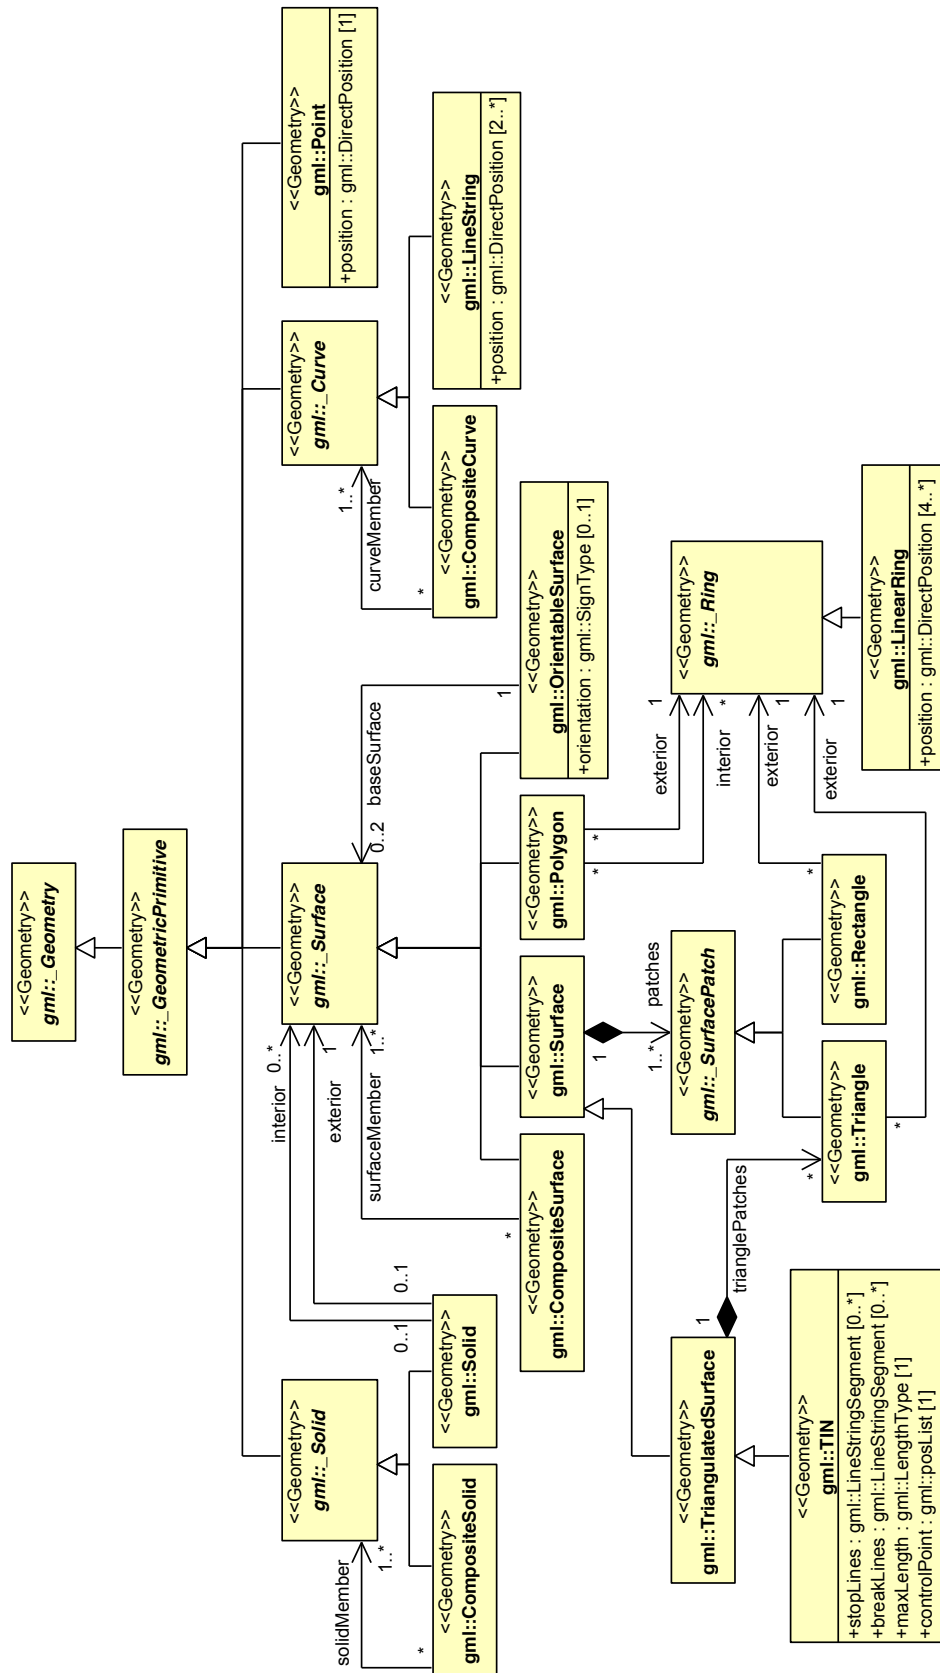 <<Geometry>>
gml::_Geometry
<<Geometry>>
gml::_GeometricPrimitive
<<Geometry>>
gml::_Solid
<<Geometry>>
gml::_Surface
<<Geometry>>
gml::_Curve
<<Geometry>>
gml::Point
+position : gml::DirectPosition [1]
solidMember
1..*
*
interior
0..*
0..1
exterior
1
0..1
surfaceMember
1..*
*
baseSurface
0..2
1
curveMember
1..*
*
<<Geometry>>
gml::CompositeSolid
<<Geometry>>
gml::Solid
<<Geometry>>
gml::CompositeSurface
<<Geometry>>
gml::Surface
<<Geometry>>
gml::Polygon
<<Geometry>>
gml::OrientableSurface
+orientation : gml::SignType [0..1]
<<Geometry>>
gml::CompositeCurve
<<Geometry>>
gml::LineString
+position : gml::DirectPosition [2..*]
1
patches
1..*
*
exterior
1
*
interior
*
exterior
1
*
exterior
1
*
<<Geometry>>
gml::TriangulatedSurface
<<Geometry>>
gml::_SurfacePatch
<<Geometry>>
gml::_Ring
1
trianglePatches
*
<<Geometry>>
gml::TIN
+stopLines : gml::LineStringSegment [0..*]
+breakLines : gml::LineStringSegment [0..*]
+maxLength : gml::LengthType [1]
+controlPoint : gml::posList [1]
<<Geometry>>
gml::Triangle
<<Geometry>>
gml::Rectangle
<<Geometry>>
gml::LinearRing
+position : gml::DirectPosition [4..*]